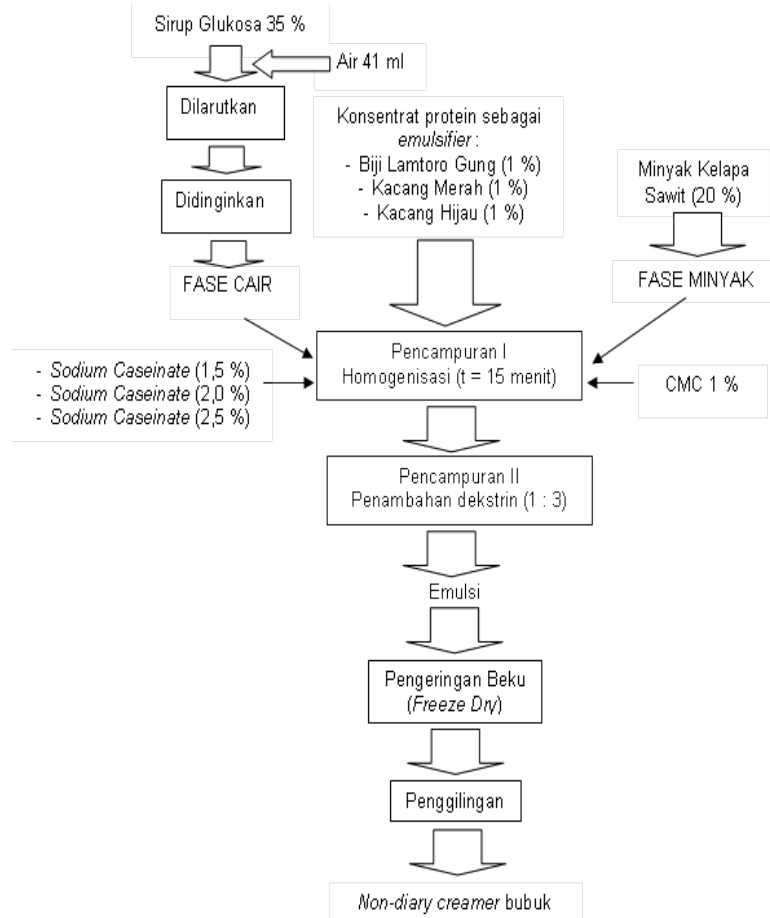 Sirup Glukosa 35 %
Air 41 ml
Dilarutkan
Didinginkan
FASE CAIR
Konsentrat protein sebagai
emulsifier :
- Biji Lamtoro Gung (1 %)
- Kacang Merah (1 %)
- Kacang Hijau (1 %)
Minyak Kelapa
Sawit (20 %)
FASE MINYAK
Pencampuran I
Homogenisasi (t = 15 menit)
- Sodium Caseinate (1,5 %)
- Sodium Caseinate (2,0 %)
- Sodium Caseinate (2,5 %)
CMC 1 %
Pencampuran II
Penambahan dekstrin (1 : 3)
Emulsi
Pengeringan Beku
(Freeze Dry)
Penggilingan
Non-diary creamer bubuk